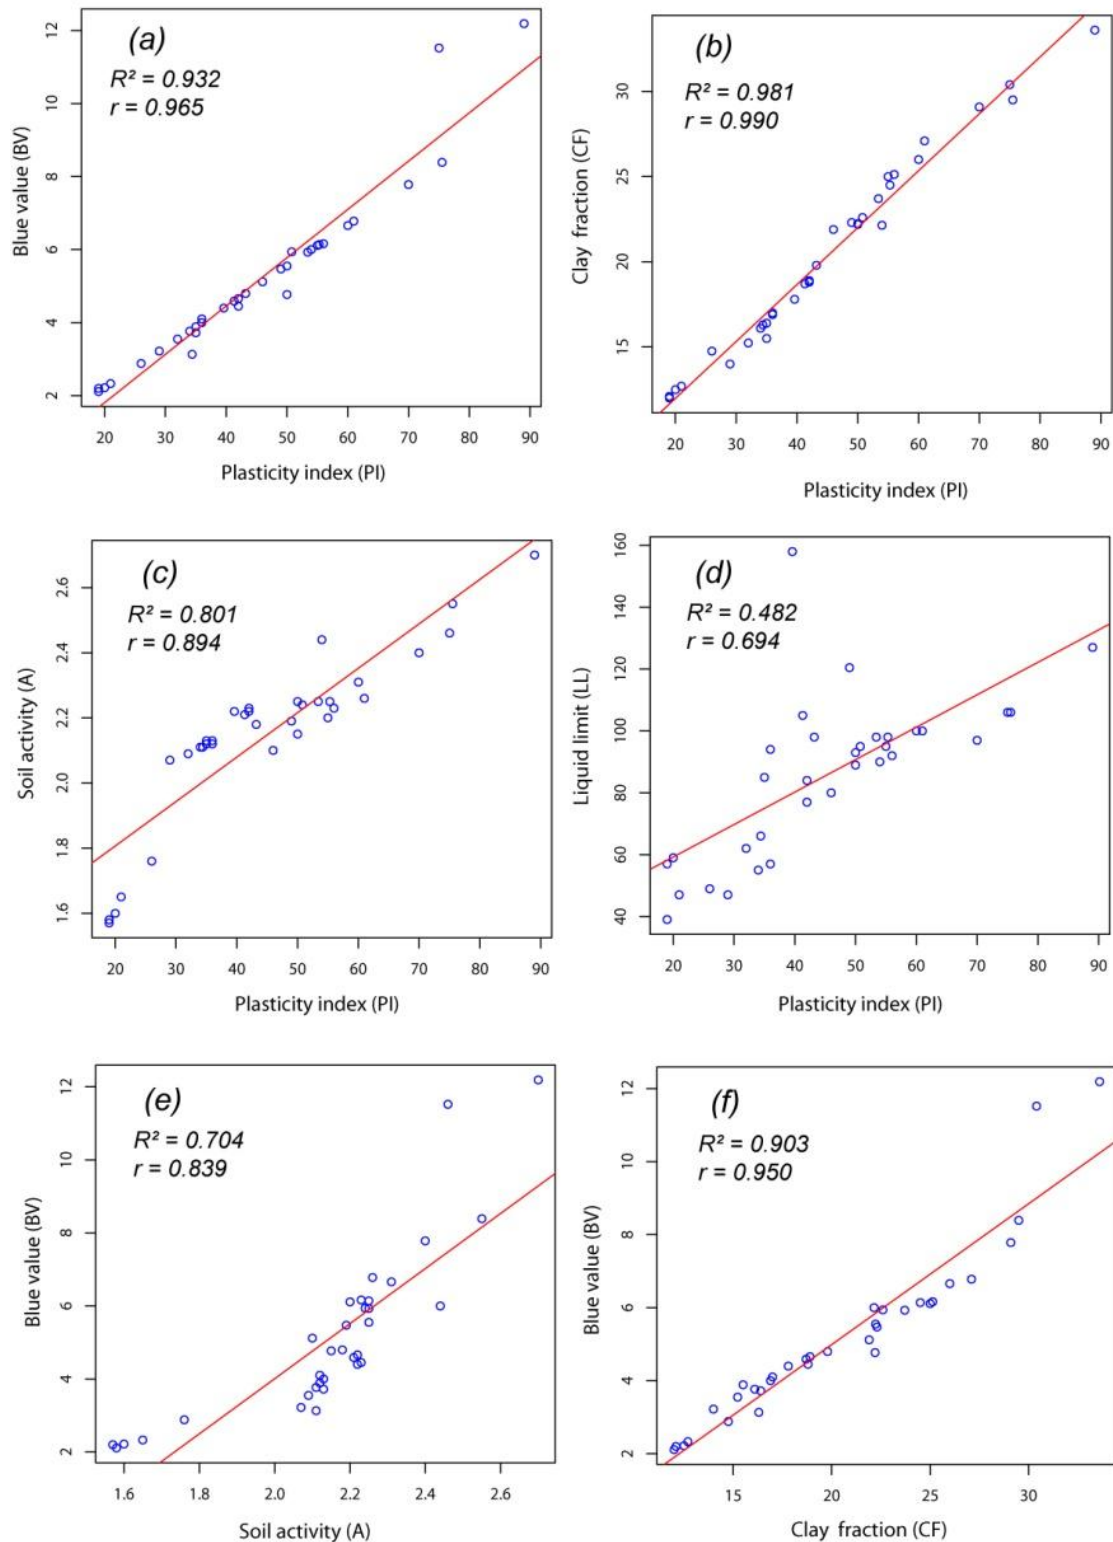 (a)
R² = 0.932
r = 0.965
12
10
8
6
4
2
Blue value (BV)
20 30 40 50 60 70 80 90
Plasticity index (PI)
(b)
R² = 0.981
r = 0.990
30
25
20
15
Clay fraction (CF)
20 30 40 50 60 70 80 90
Plasticity index (PI)
(c)
R² = 0.801
r = 0.894
2.6
2.4
2.2
2.0
1.8
1.6
Soil activity (A)
20 30 40 50 60 70 80 90
Plasticity index (PI)
(d)
R² = 0.482
r = 0.694
160
140
120
100
80
60
40
Liquid limit (LL)
20 30 40 50 60 70 80 90
Plasticity index (PI)
(e)
R² = 0.704
r = 0.839
12
10
8
6
4
2
Blue value (BV)
1.6 2.0 2.2 2.4 2.6
Soil activity (A)
(f)
R² = 0.903
r = 0.950
12
10
8
6
4
2
Blue value (BV)
15 20 25 30
Clay fraction (CF)